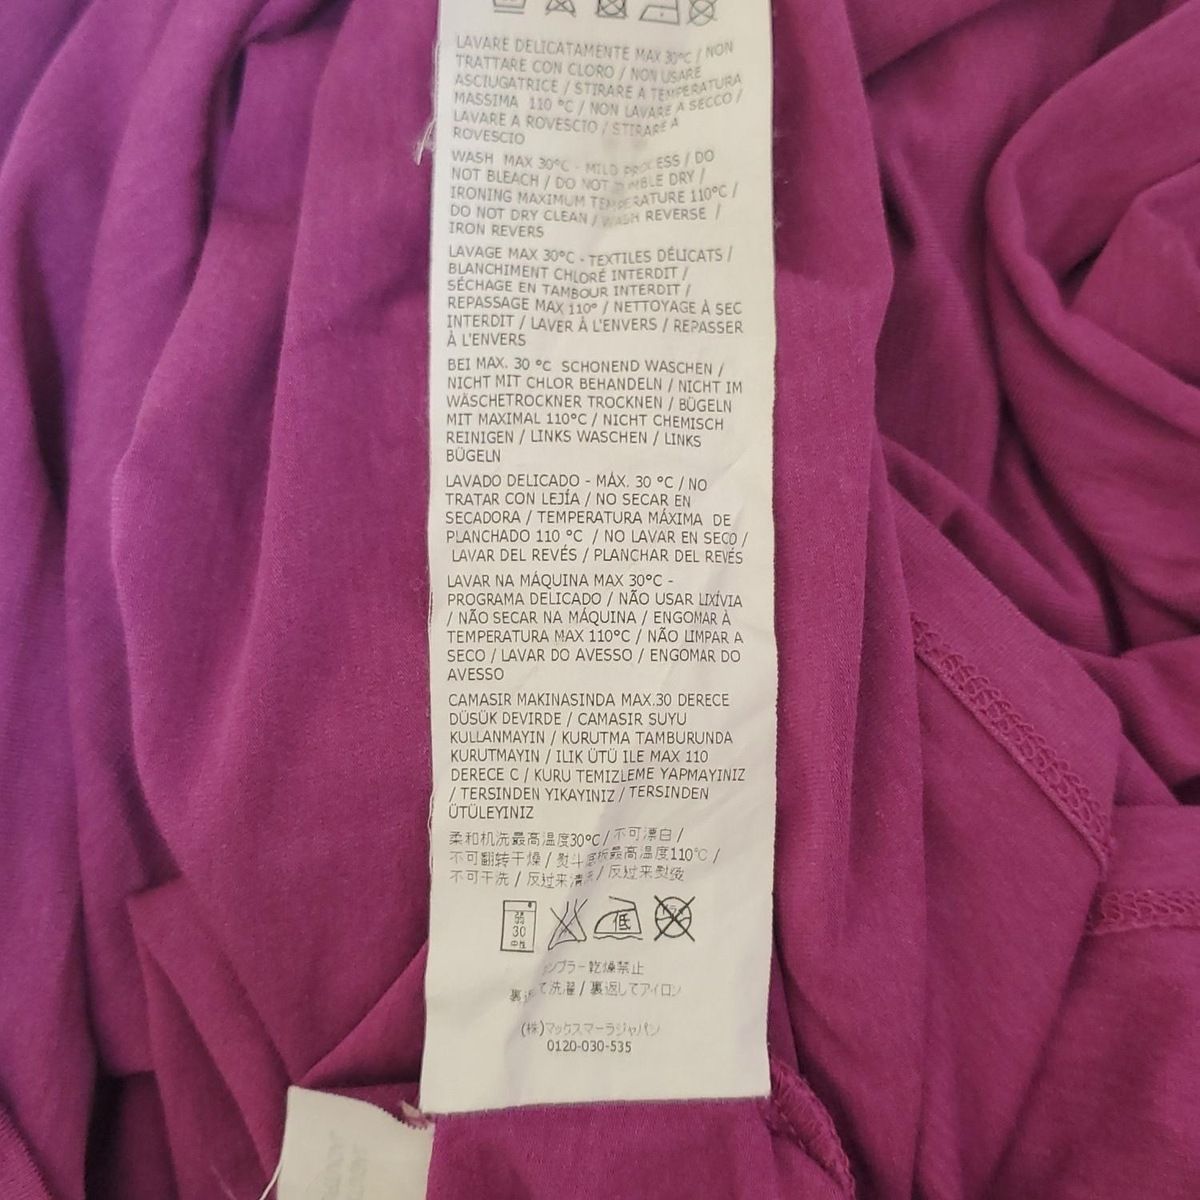 LAVARE DELICATAMENTE MAX 30°C / NON
TRATTARE CON CLORO / NON USARE
ASCIUGATRICE / STIRARE A TEMPERATURA
MASSIMA 110 °C / NON LAVARE A SECCO /
LAVARE A ROVESCIO / STIRARE A
ROVESCIO
WASH MAX 30°C - MILD PROCESS / DO
NOT BLEACH / DO NOT TUMBLE DRY /
IRONING MAXIMUM TEMPERATURE 110°C /
DO NOT DRY CLEAN / WASH REVERSE /
IRON REVERS
LAVAGE MAX 30°C - TEXTILES DÉLICATS /
BLANCHIMENT CHLORÉ INTERDIT /
SÉCHAGE EN TAMBOUR INTERDIT /
REPASSAGE MAX 110° / NETTOYAGE À SEC
INTERDIT / LAVER À L'ENVERS / REPASSER
À L'ENVERS
BEI MAX. 30 °C SCHONEND WASCHEN /
NICHT MIT CHLOR BEHANDELN / NICHT IM
WÄSCHETROCKNER TROCKNEN / BÜGELN
MIT MAXIMAL 110°C / NICHT CHEMISCH
REINIGEN / LINKS WASCHEN / LINKS
BÜGELN
LAVADO DELICADO - MÁX. 30 °C / NO
TRATAR CON LEJÍA / NO SECAR EN
SECADORA / TEMPERATURA MÁXIMA DE
PLANCHADO 110 °C / NO LAVAR EN SECO /
LAVAR DEL REVÉS / PLANCHAR DEL REVÉS
LAVAR NA MÁQUINA MAX 30°C -
PROGRAMA DELICADO / NÃO USAR LIXÍVIA
/ NÃO SECAR NA MÁQUINA / ENGOMAR À
TEMPERATURA MAX 110°C / NÃO LIMPAR A
SECO / LAVAR DO AVESSO / ENGOMAR DO
AVESSO
CAMASIR MAKINASINDA MAX.30 DERECE
DÜSÜK DEVIRDE / CAMASIR SUYU
KULLANMAYIN / KURUTMA TAMBURUNDA
KURUTMAYIN / ILIK ÜTÜ ILE MAX 110
DERECE C / KURU TEMIZLEME YAPMAYINIZ
/ TERSINDEN YIKAYINIZ / TERSINDEN
ÜTÜLEYINIZ
柔和机洗最高温度30°C / 不可漂白 /
不可翻转干燥 / 熨斗底板最高温度110°C /
不可干洗 / 反过来清洗 / 反过来熨烫
弱
30
中性
低
タンブラー乾燥禁止
裏返して洗濯 / 裏返してアイロン
(株)マックスマーラジャパン
0120-030-535